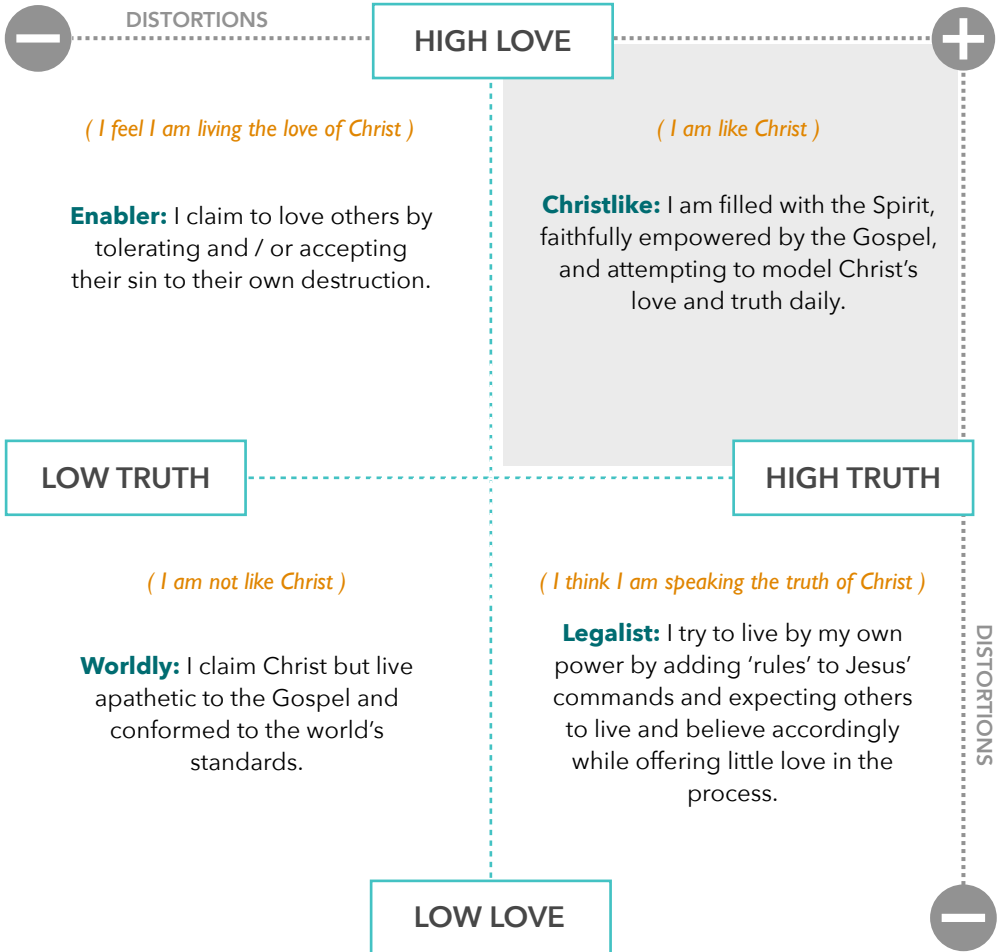 DISTORTIONS
HIGH LOVE
( I feel I am living the love of Christ )
Enabler: I claim to love others by
tolerating and / or accepting
their sin to their own destruction.
( I am like Christ )
Christlike: I am filled with the Spirit,
faithfully empowered by the Gospel,
and attempting to model Christ’s
love and truth daily.
LOW TRUTH
HIGH TRUTH
( I am not like Christ )
Worldly: I claim Christ but live
apathetic to the Gospel and
conformed to the world’s
standards.
( I think I am speaking the truth of Christ )
Legalist: I try to live by my own
power by adding ‘rules’ to Jesus’
commands and expecting others
to live and believe accordingly
while offering little love in the
process.
DISTORTIONS
LOW LOVE